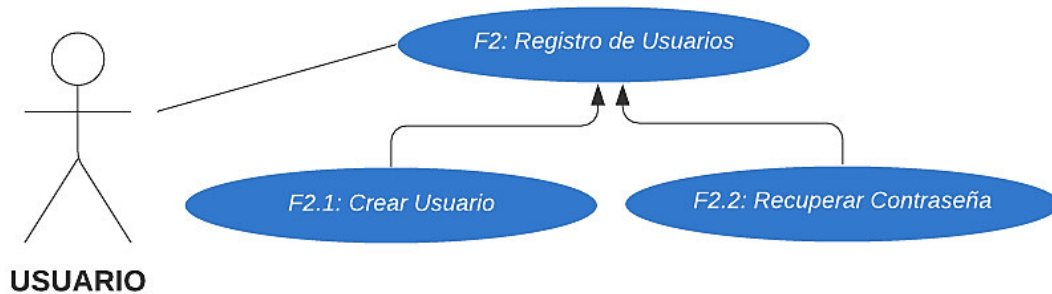 F2: Registro de Usuarios
F2.1: Crear Usuario
F2.2: Recuperar Contraseña
USUARIO